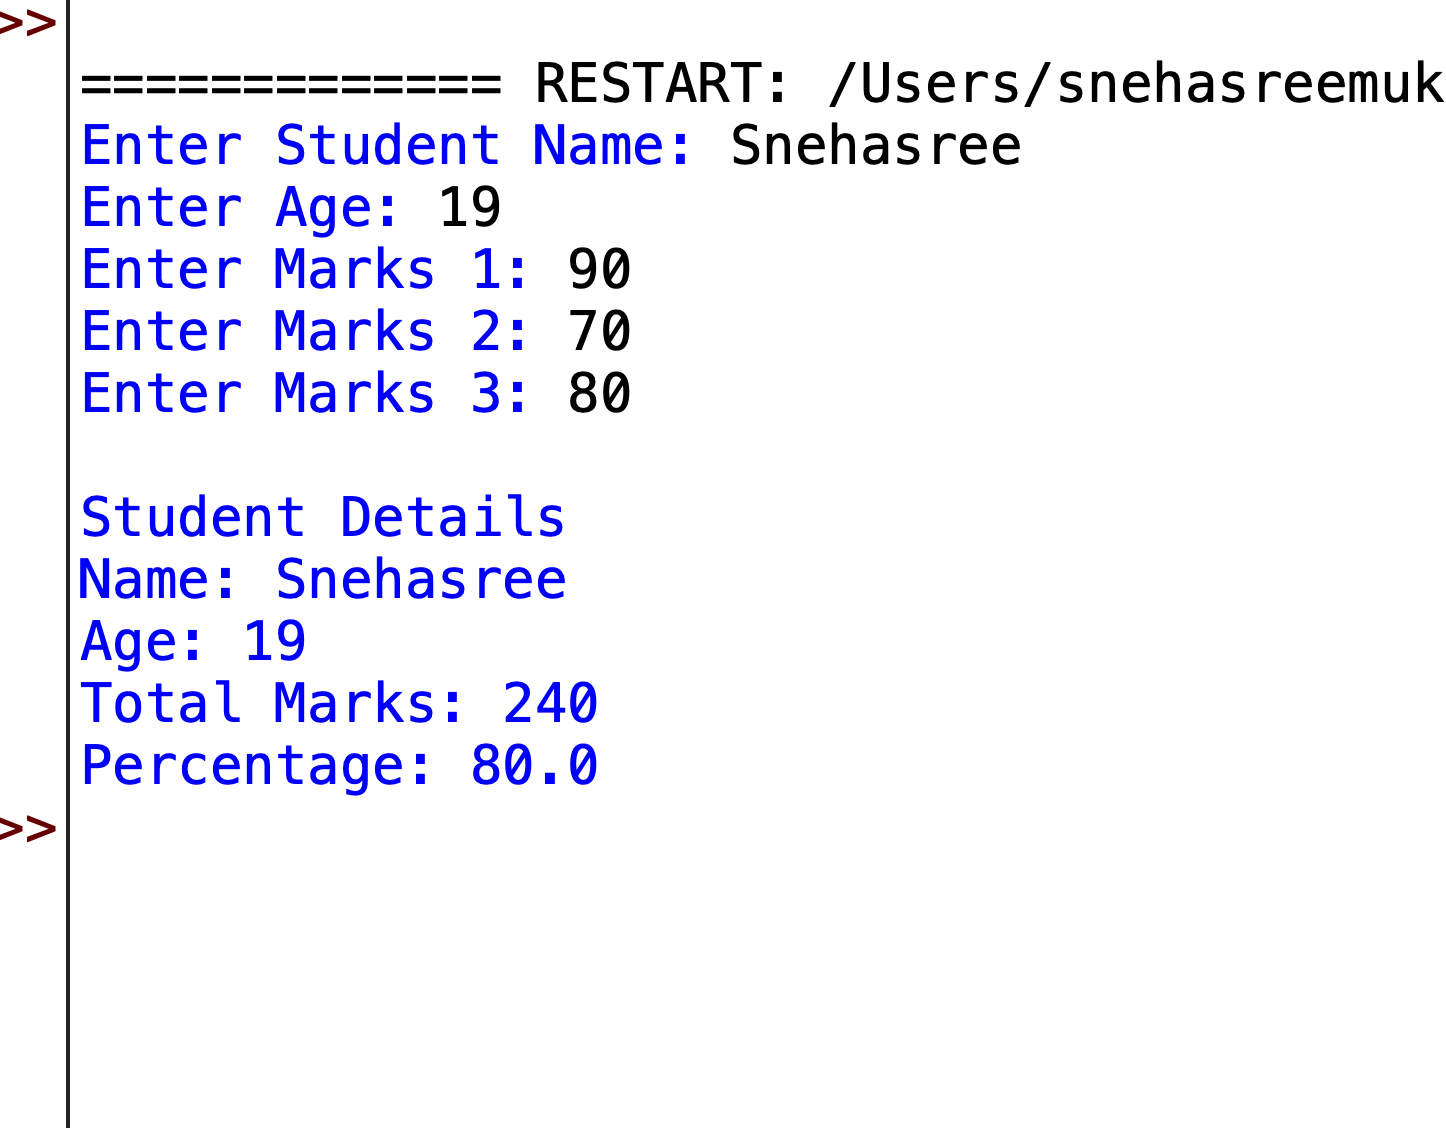 >>
============= RESTART: /Users/snehasreemuk
Enter Student Name: Snehasree
Enter Age: 19
Enter Marks 1: 90
Enter Marks 2: 70
Enter Marks 3: 80
Student Details
Name: Snehasree
Age: 19
Total Marks: 240
Percentage: 80.0
>>